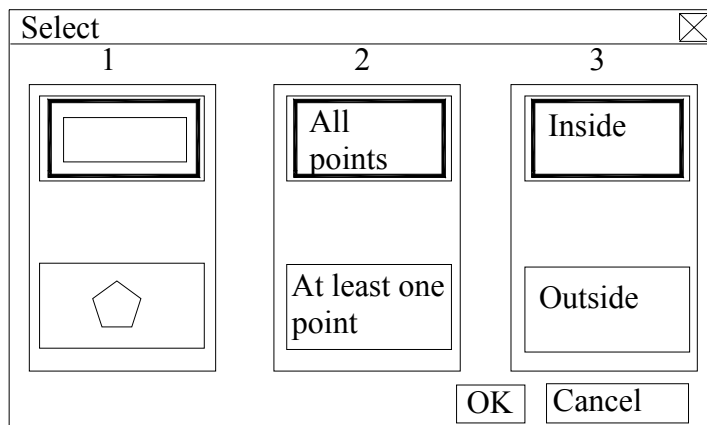 Select
1 2 3
All
points
Inside
At least one
point
Outside
OK Cancel